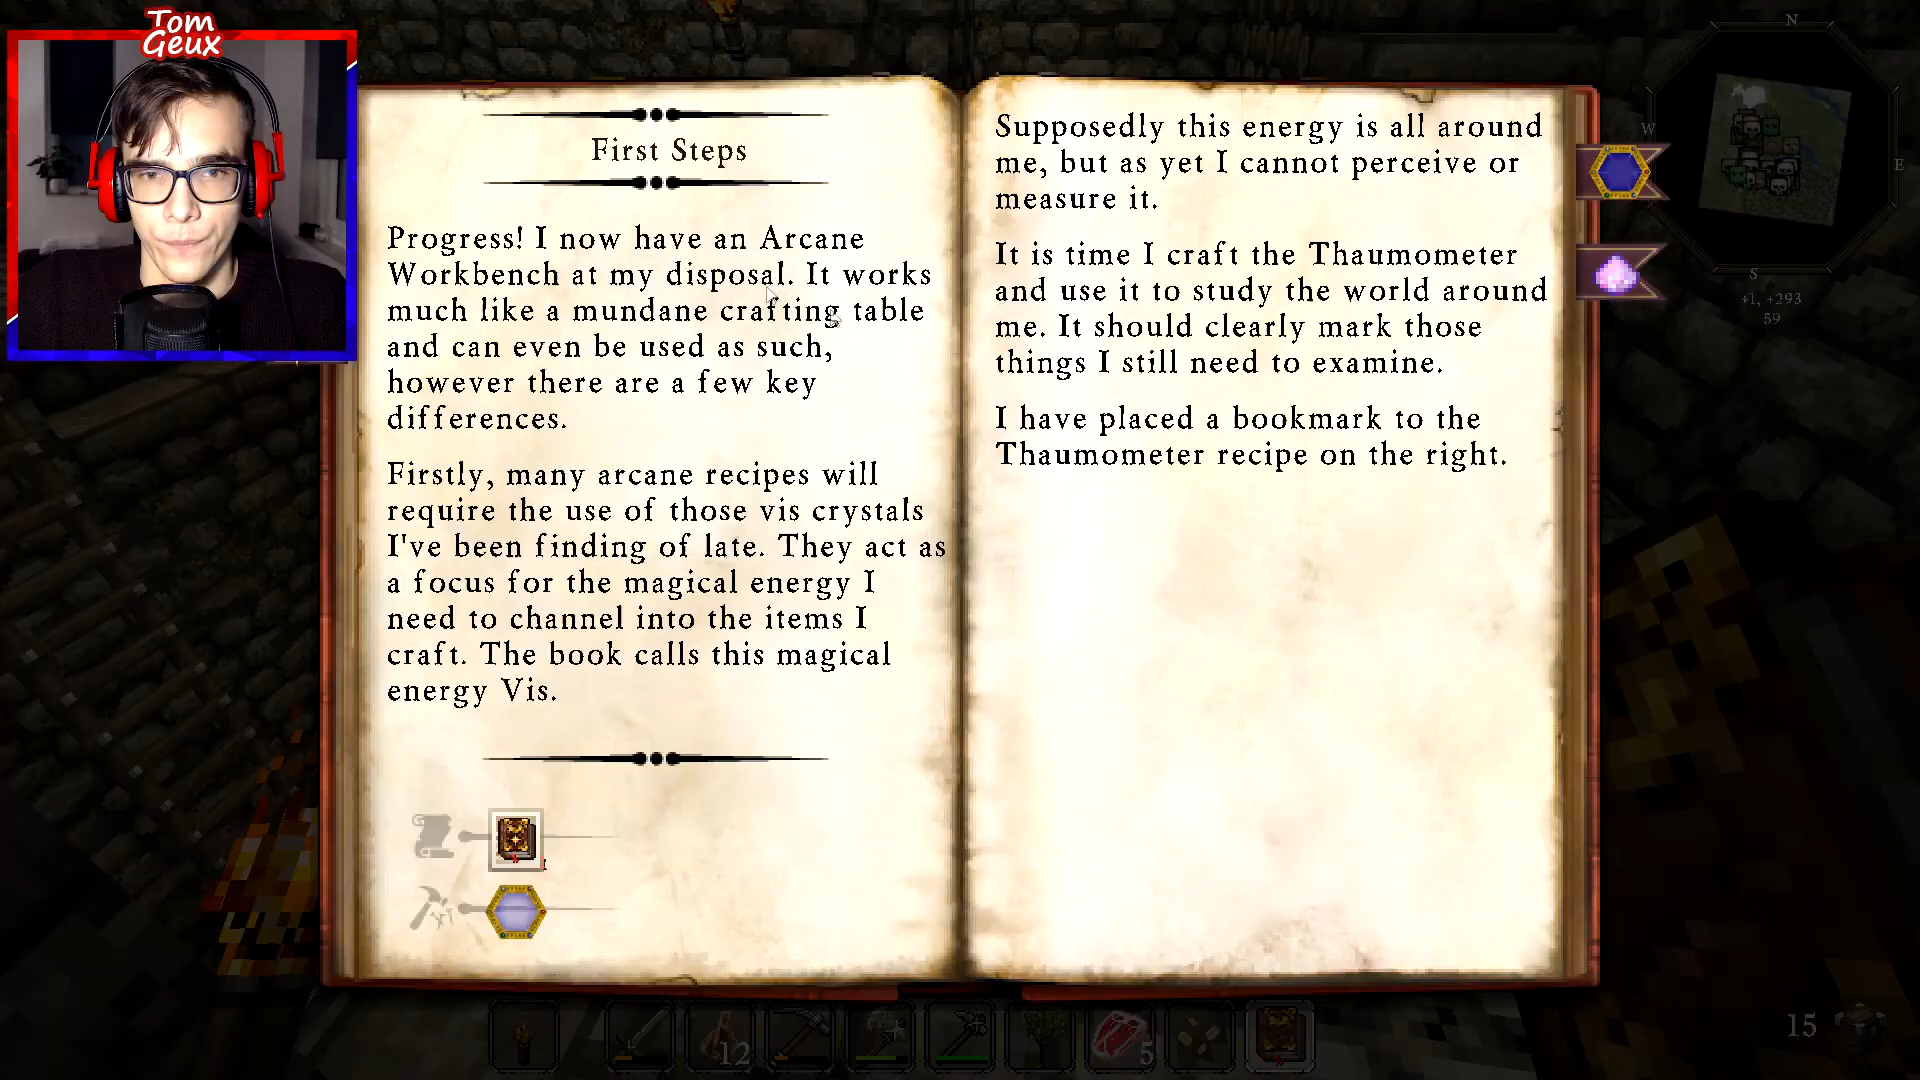 Tom
Geux
First Steps
Progress! I now have an Arcane
Workbench at my disposal. It works
much like a mundane crafting table
and can even be used as such,
however there are a few key
differences.
Firstly, many arcane recipes will
require the use of those vis crystals
I've been finding of late. They act as
a focus for the magical energy I
need to channel into the items I
craft. The book calls this magical
energy Vis.
Supposedly this energy is all around
me, but as yet I cannot perceive or
measure it.
It is time I craft the Thaumometer
and use it to study the world around
me. It should clearly mark those
things I still need to examine.
I have placed a bookmark to the
Thaumometer recipe on the right.
N
W
E
S
+1, +293
59
12
5
15